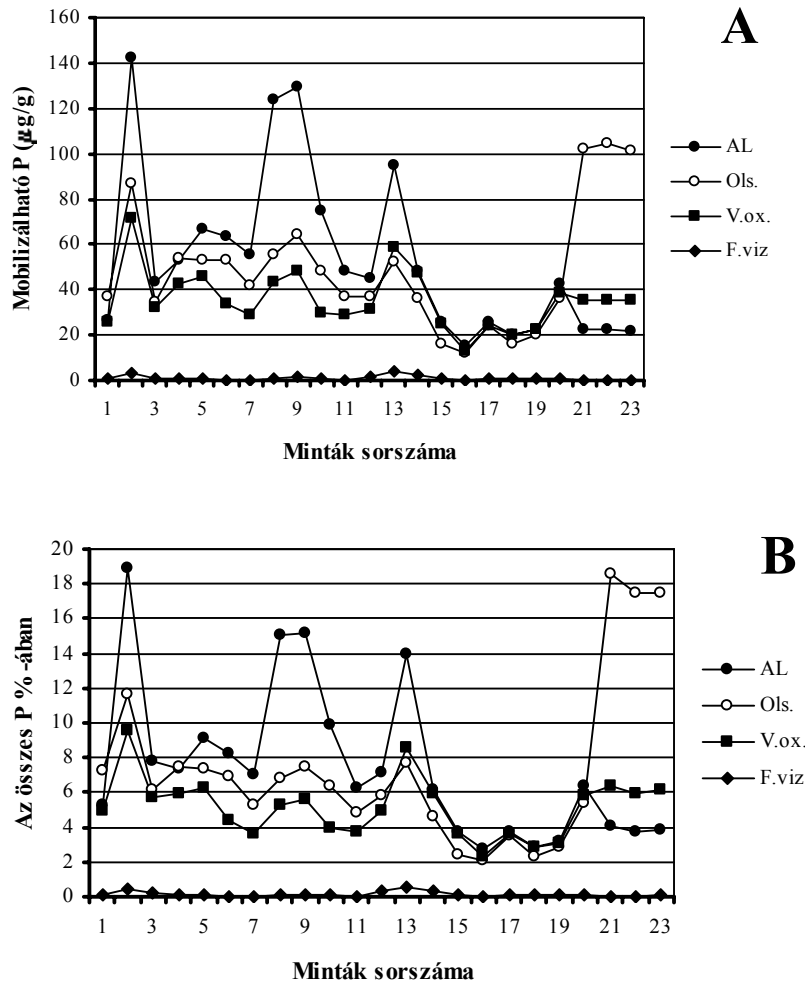 A
Mobilizálható P (µg/g)
160
140
120
100
80
60
40
20
0
1 3 5 7 9 11 13 15 17 19 21 23
Minták sorszáma
AL
Ols.
V.ox.
F.viz
B
Az összes P %-ában
20
18
16
14
12
10
8
6
4
2
0
1 3 5 7 9 11 13 15 17 19 21 23
Minták sorszáma
AL
Ols.
V.ox.
F.viz